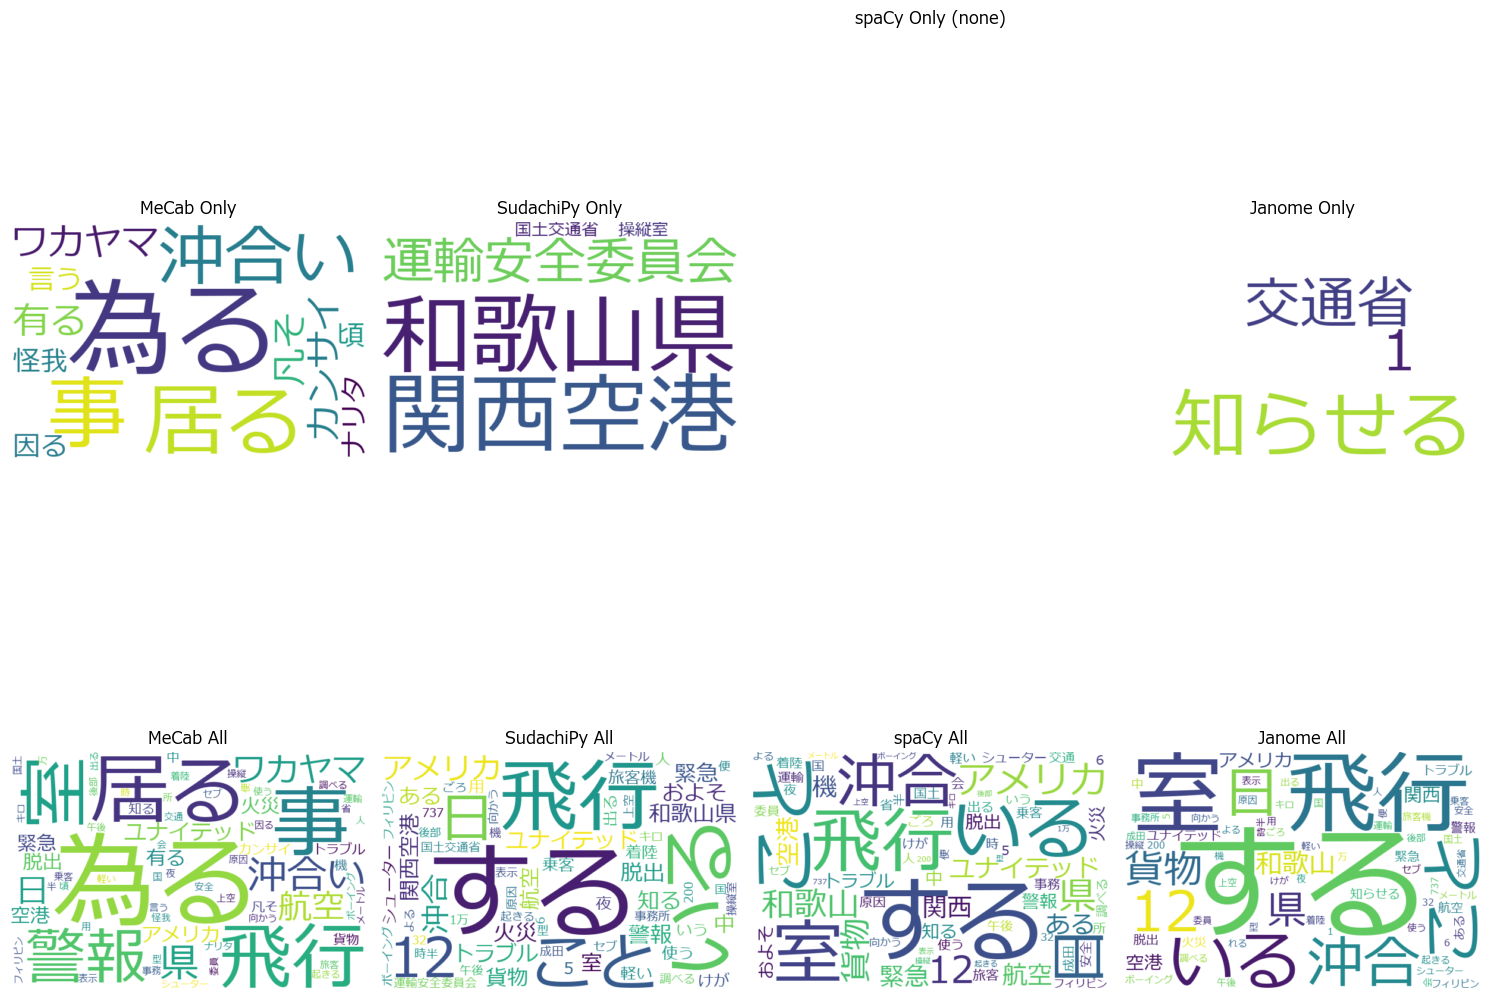 spaCy Only (none)
MeCab Only
ワカヤマ
沖合い
言う
為る
有る
凡そ
カンサイ
頃
怪我
事
居る
ナリタ
因る
SudachiPy Only
国土交通省
操縦室
運輸安全委員会
和歌山県
関西空港
Janome Only
交通省
1
知らせる
MeCab All
国土
万
出る
中
着陸
操縦
居る
ワカヤマ
室
キロ
後部
時
所
セブ
調べる
事
運輸
人
便
使う
知る
火災
午後
交通
緊急
ユナイテッド
因る
会
カンサイ
トラブル
脱出
有る
原因
機
為る
国
夜
沖合い
日
半
頃
軽い
安全
上空
空港
言う
怪我
凡そ
向かう
航空
用
アメリカ
ナリタ
警報
県
飛行
貨物
フィリピン
表示
型
事務
委員
旅客
起きる
シューター
ボーイング
メートル
乗客
SudachiPy All
アメリカ
メートル
人
飛行
旅客機
緊急
便
ある
ごろ
用
日
向かう
機
出る
上空
およそ
和歌山県
737
後部
フィリピン
シューター
ボーイング
国土交通省
関西空港
ユナイテッド
キロ
着陸
いる
表示
乗客
脱出
する
原因
航空
知る
200
国
操縦室
沖合
夜
1万
起きる
型
6
事務所
中
よる
火災
警報
いう
32
12
時半
トラブル
こと
セブ
室
午後
貨物
5
軽い
けが
運輸安全委員会
調べる
spaCy All
よる
メートル
ボーイング
軽い
シューター
交通
6
着陸
国
運輸
夜
機
沖合
会
アメリカ
上空
後部
こと
委員
省
国土
出る
いう
ごろ
脱出
いる
1万
火災
空港
飛行
けが
時
5
人
200
便
型
セブ
737
トラブル
中
ユナイテッド
和歌山
原因
する
関西
事務
県
調べる
知る
ある
所
およそ
室
貨物
向かう
使う
午後
32
日
成田
安全
表示
操縦
緊急
12
起きる
航空
旅客
半
用
フィリピン
Janome All
アメリカ
トラブル
中
室
日
飛行
出る
原因
キロ
国
関西
乗客
安全
事務所
5
向かう
旅客機
成田
ユナイテッド
よる
ごろ
時半
用
後部
国土
警報
操縦
200
軽い
機
する
和歌山
万
緊急
交通省
貨物
けが
夜
こと
県
知らせる
737
メートル
12
委員
着陸
航空
運輸
1
使う
32
脱出
火災
いる
れる
ある
6
空港
調べる
人
沖合
起きる
シューター
ボーイング
型
表示
上空
午後
便
セブ
フィリピン